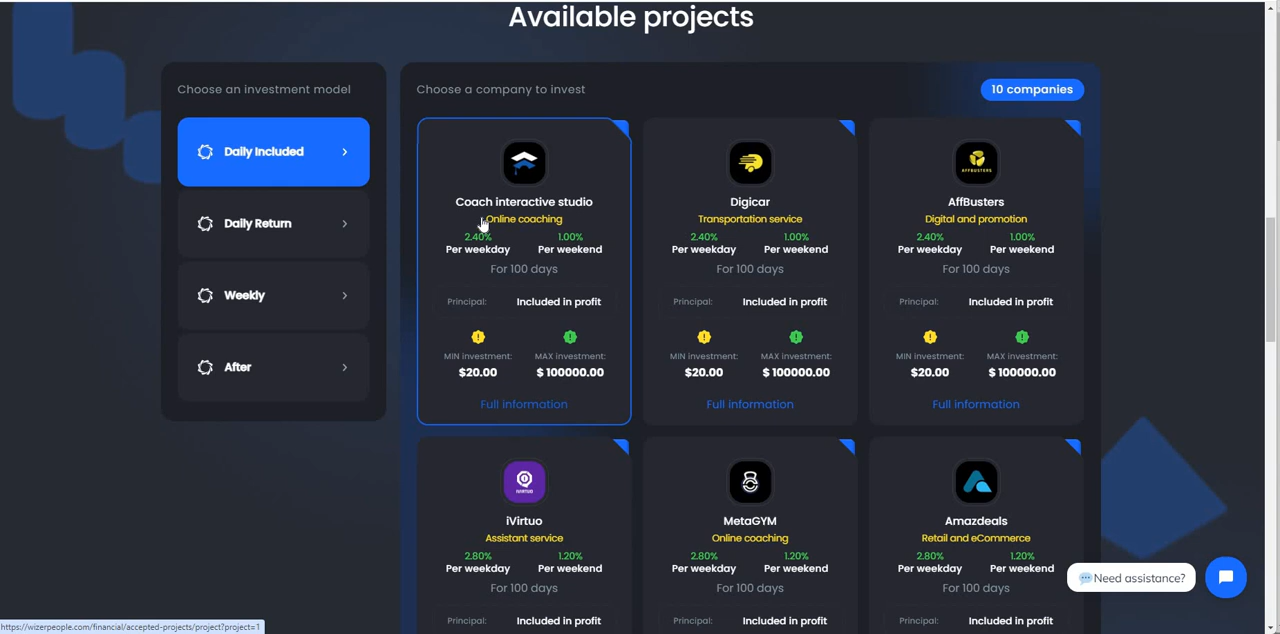 Available projects
Choose an investment model
Daily Included
Daily Return
Weekly
After
Choose a company to invest
10 companies
Coach interactive studio
Online coaching
2.40% 1.00%
Per weekday Per weekend
For 100 days
Principal: Included in profit
MIN investment: MAX investment:
$20.00 $ 100000.00
Full information
Digicar
Transportation service
2.40% 1.00%
Per weekday Per weekend
For 100 days
Principal: Included in profit
MIN investment: MAX investment:
$20.00 $ 100000.00
Full information
AFFBUSTERS
AffBusters
Digital and promotion
2.40% 1.00%
Per weekday Per weekend
For 100 days
Principal: Included in profit
MIN investment: MAX investment:
$20.00 $ 100000.00
Full information
IVIRTUO
iVirtuo
Assistant service
2.80% 1.20%
Per weekday Per weekend
For 100 days
Principal: Included in profit
MetaGYM
Online coaching
2.80% 1.20%
Per weekday Per weekend
For 100 days
Principal: Included in profit
Amazdeals
Retail and eCommerce
2.80% 1.20%
Per weekday Per weekend
For 100 days
Principal: Included in profit
Need assistance?
https://wizerpeople.com/financial/accepted-projects/project?project=1